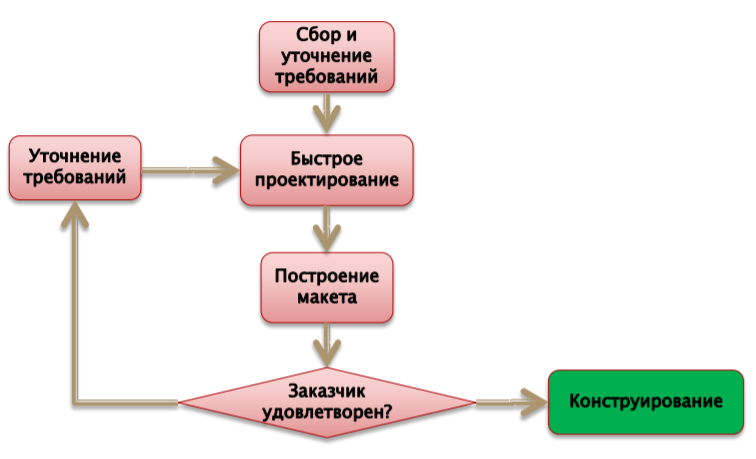 Сбор и
уточнение
требований
Уточнение
требований
Быстрое
проектирование
Построение
макета
Заказчик
удовлетворен?
Конструирование